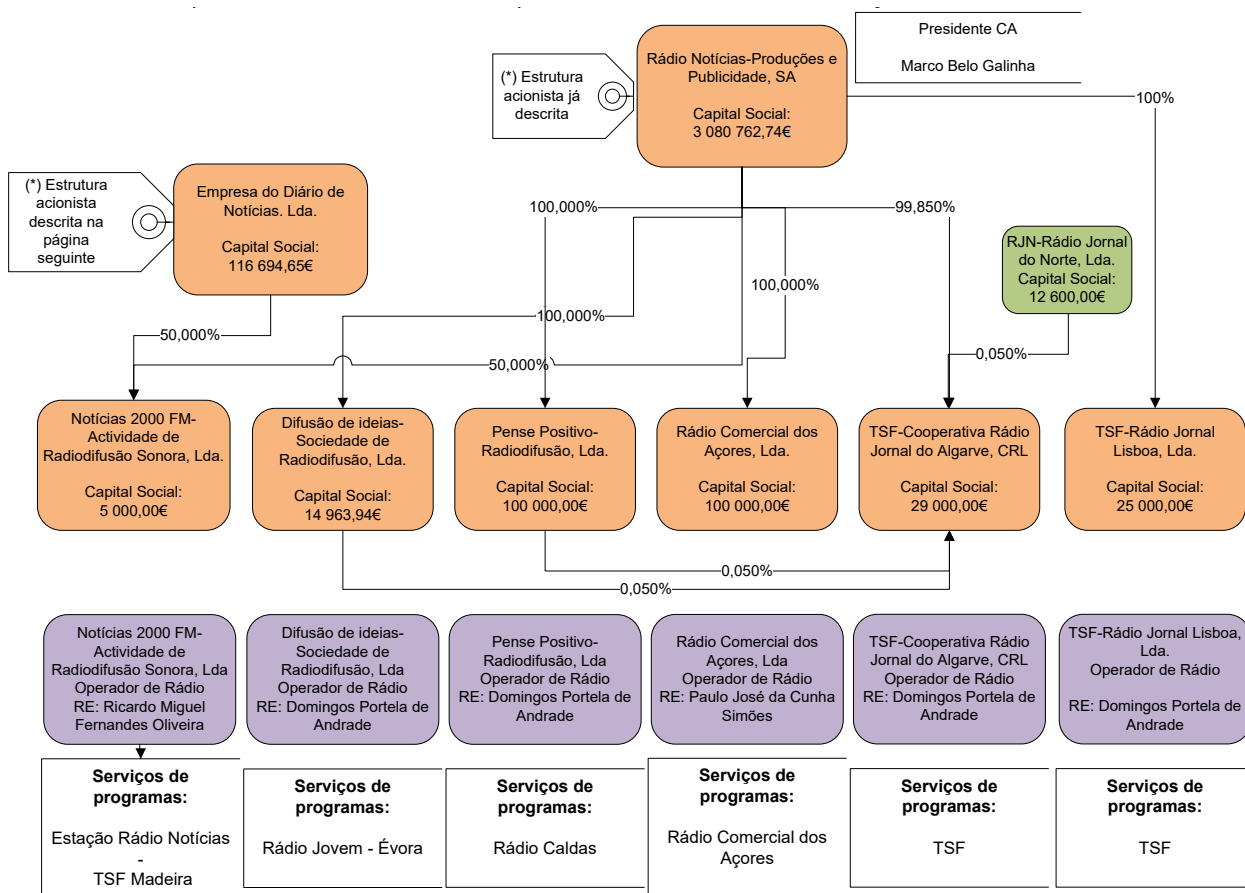 Presidente CA
Marco Belo Galinha
(*) Estrutura
acionista já
descrita
Rádio Notícias-Produções e
Publicidade, SA
Capital Social:
3 080 762,74€
100%
(*) Estrutura
acionista
descrita na
página
seguinte
Empresa do Diário de
Notícias. Lda.
Capital Social:
116 694,65€
100,000%
99,850%
RJN-Rádio Jornal
do Norte, Lda.
Capital Social:
12 600,00€
100,000%
100,000%
50,000%
50,000%
0,050%
Notícias 2000 FM-
Actividade de
Radiodifusão Sonora, Lda.
Capital Social:
5 000,00€
Difusão de ideias-
Sociedade de
Radiodifusão, Lda.
Capital Social:
14 963,94€
Pense Positivo-
Radiodifusão, Lda.
Capital Social:
100 000,00€
Rádio Comercial dos
Açores, Lda.
Capital Social:
100 000,00€
TSF-Cooperativa Rádio
Jornal do Algarve, CRL
Capital Social:
29 000,00€
TSF-Rádio Jornal
Lisboa, Lda.
Capital Social:
25 000,00€
0,050%
0,050%
Notícias 2000 FM-
Actividade de
Radiodifusão Sonora, Lda
Operador de Rádio
RE: Ricardo Miguel
Fernandes Oliveira
Difusão de ideias-
Sociedade de
Radiodifusão, Lda
Operador de Rádio
RE: Domingos Portela de
Andrade
Pense Positivo-
Radiodifusão, Lda
Operador de Rádio
RE: Domingos Portela de
Andrade
Rádio Comercial dos
Açores, Lda
Operador de Rádio
RE: Paulo José da Cunha
Simões
TSF-Cooperativa Rádio
Jornal do Algarve, CRL
Operador de Rádio
RE: Domingos Portela de
Andrade
TSF-Rádio Jornal Lisboa,
Lda.
Operador de Rádio
RE: Domingos Portela de
Andrade
Serviços de
programas:
Estação Rádio Notícias
-
TSF Madeira
Serviços de
programas:
Rádio Jovem - Évora
Serviços de
programas:
Rádio Caldas
Serviços de
programas:
Rádio Comercial dos
Açores
Serviços de
programas:
TSF
Serviços de
programas:
TSF